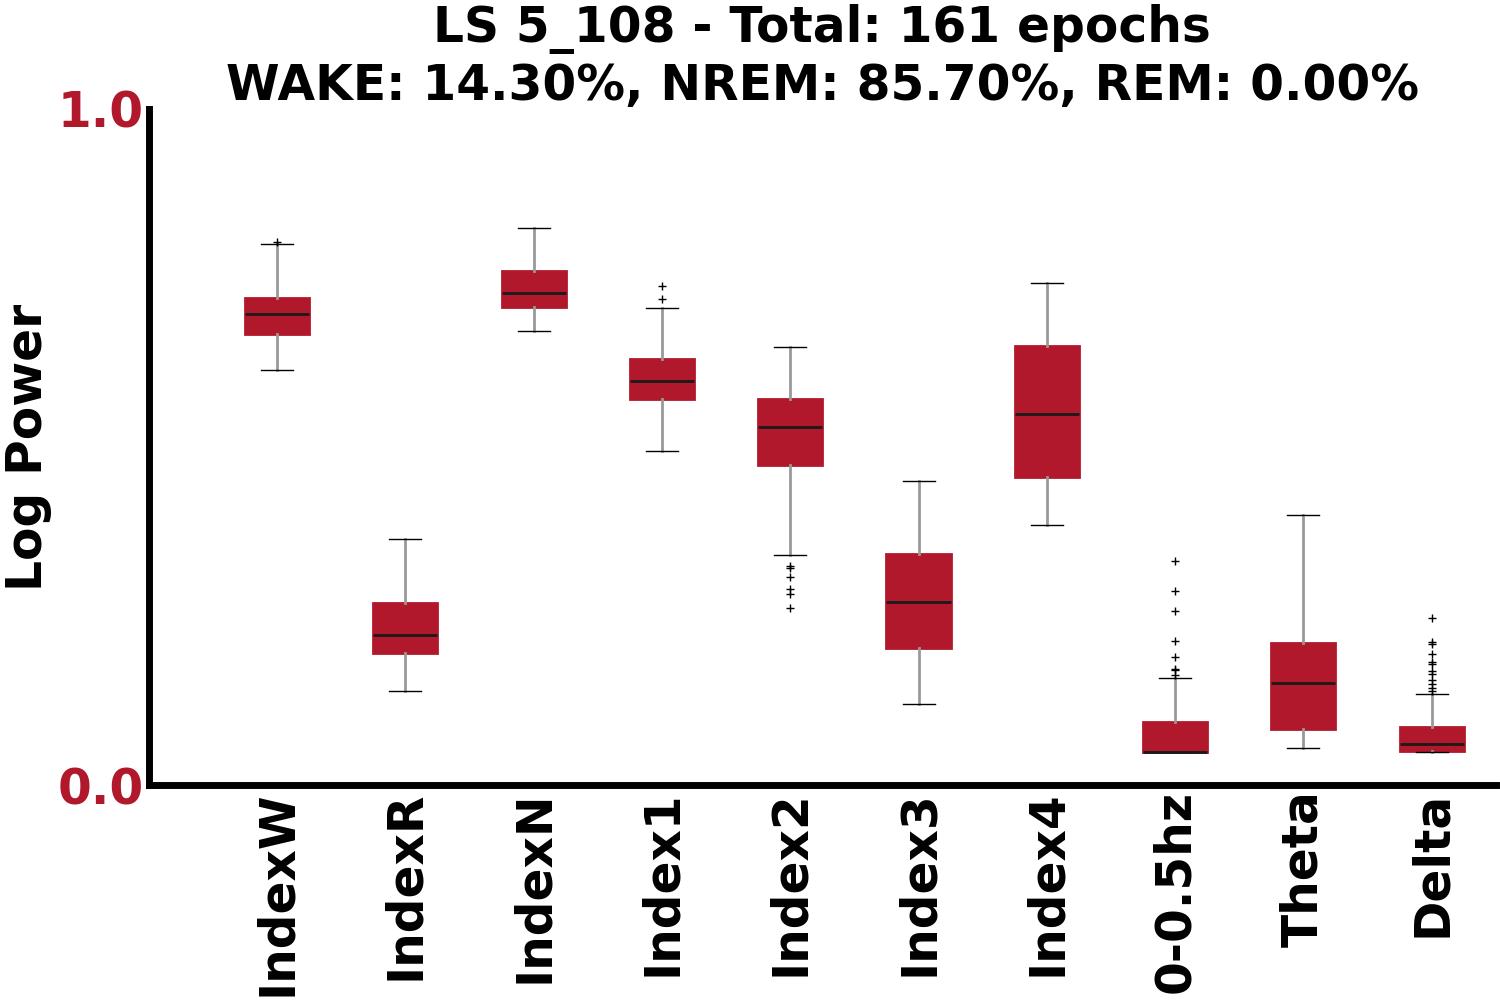 LS 5_108 - Total: 161 epochs
WAKE: 14.30%, NREM: 85.70%, REM: 0.00%
1.0
Log Power
0.0
IndexW
IndexR
IndexN
Index1
Index2
Index3
Index4
0-0.5hz
Theta
Delta